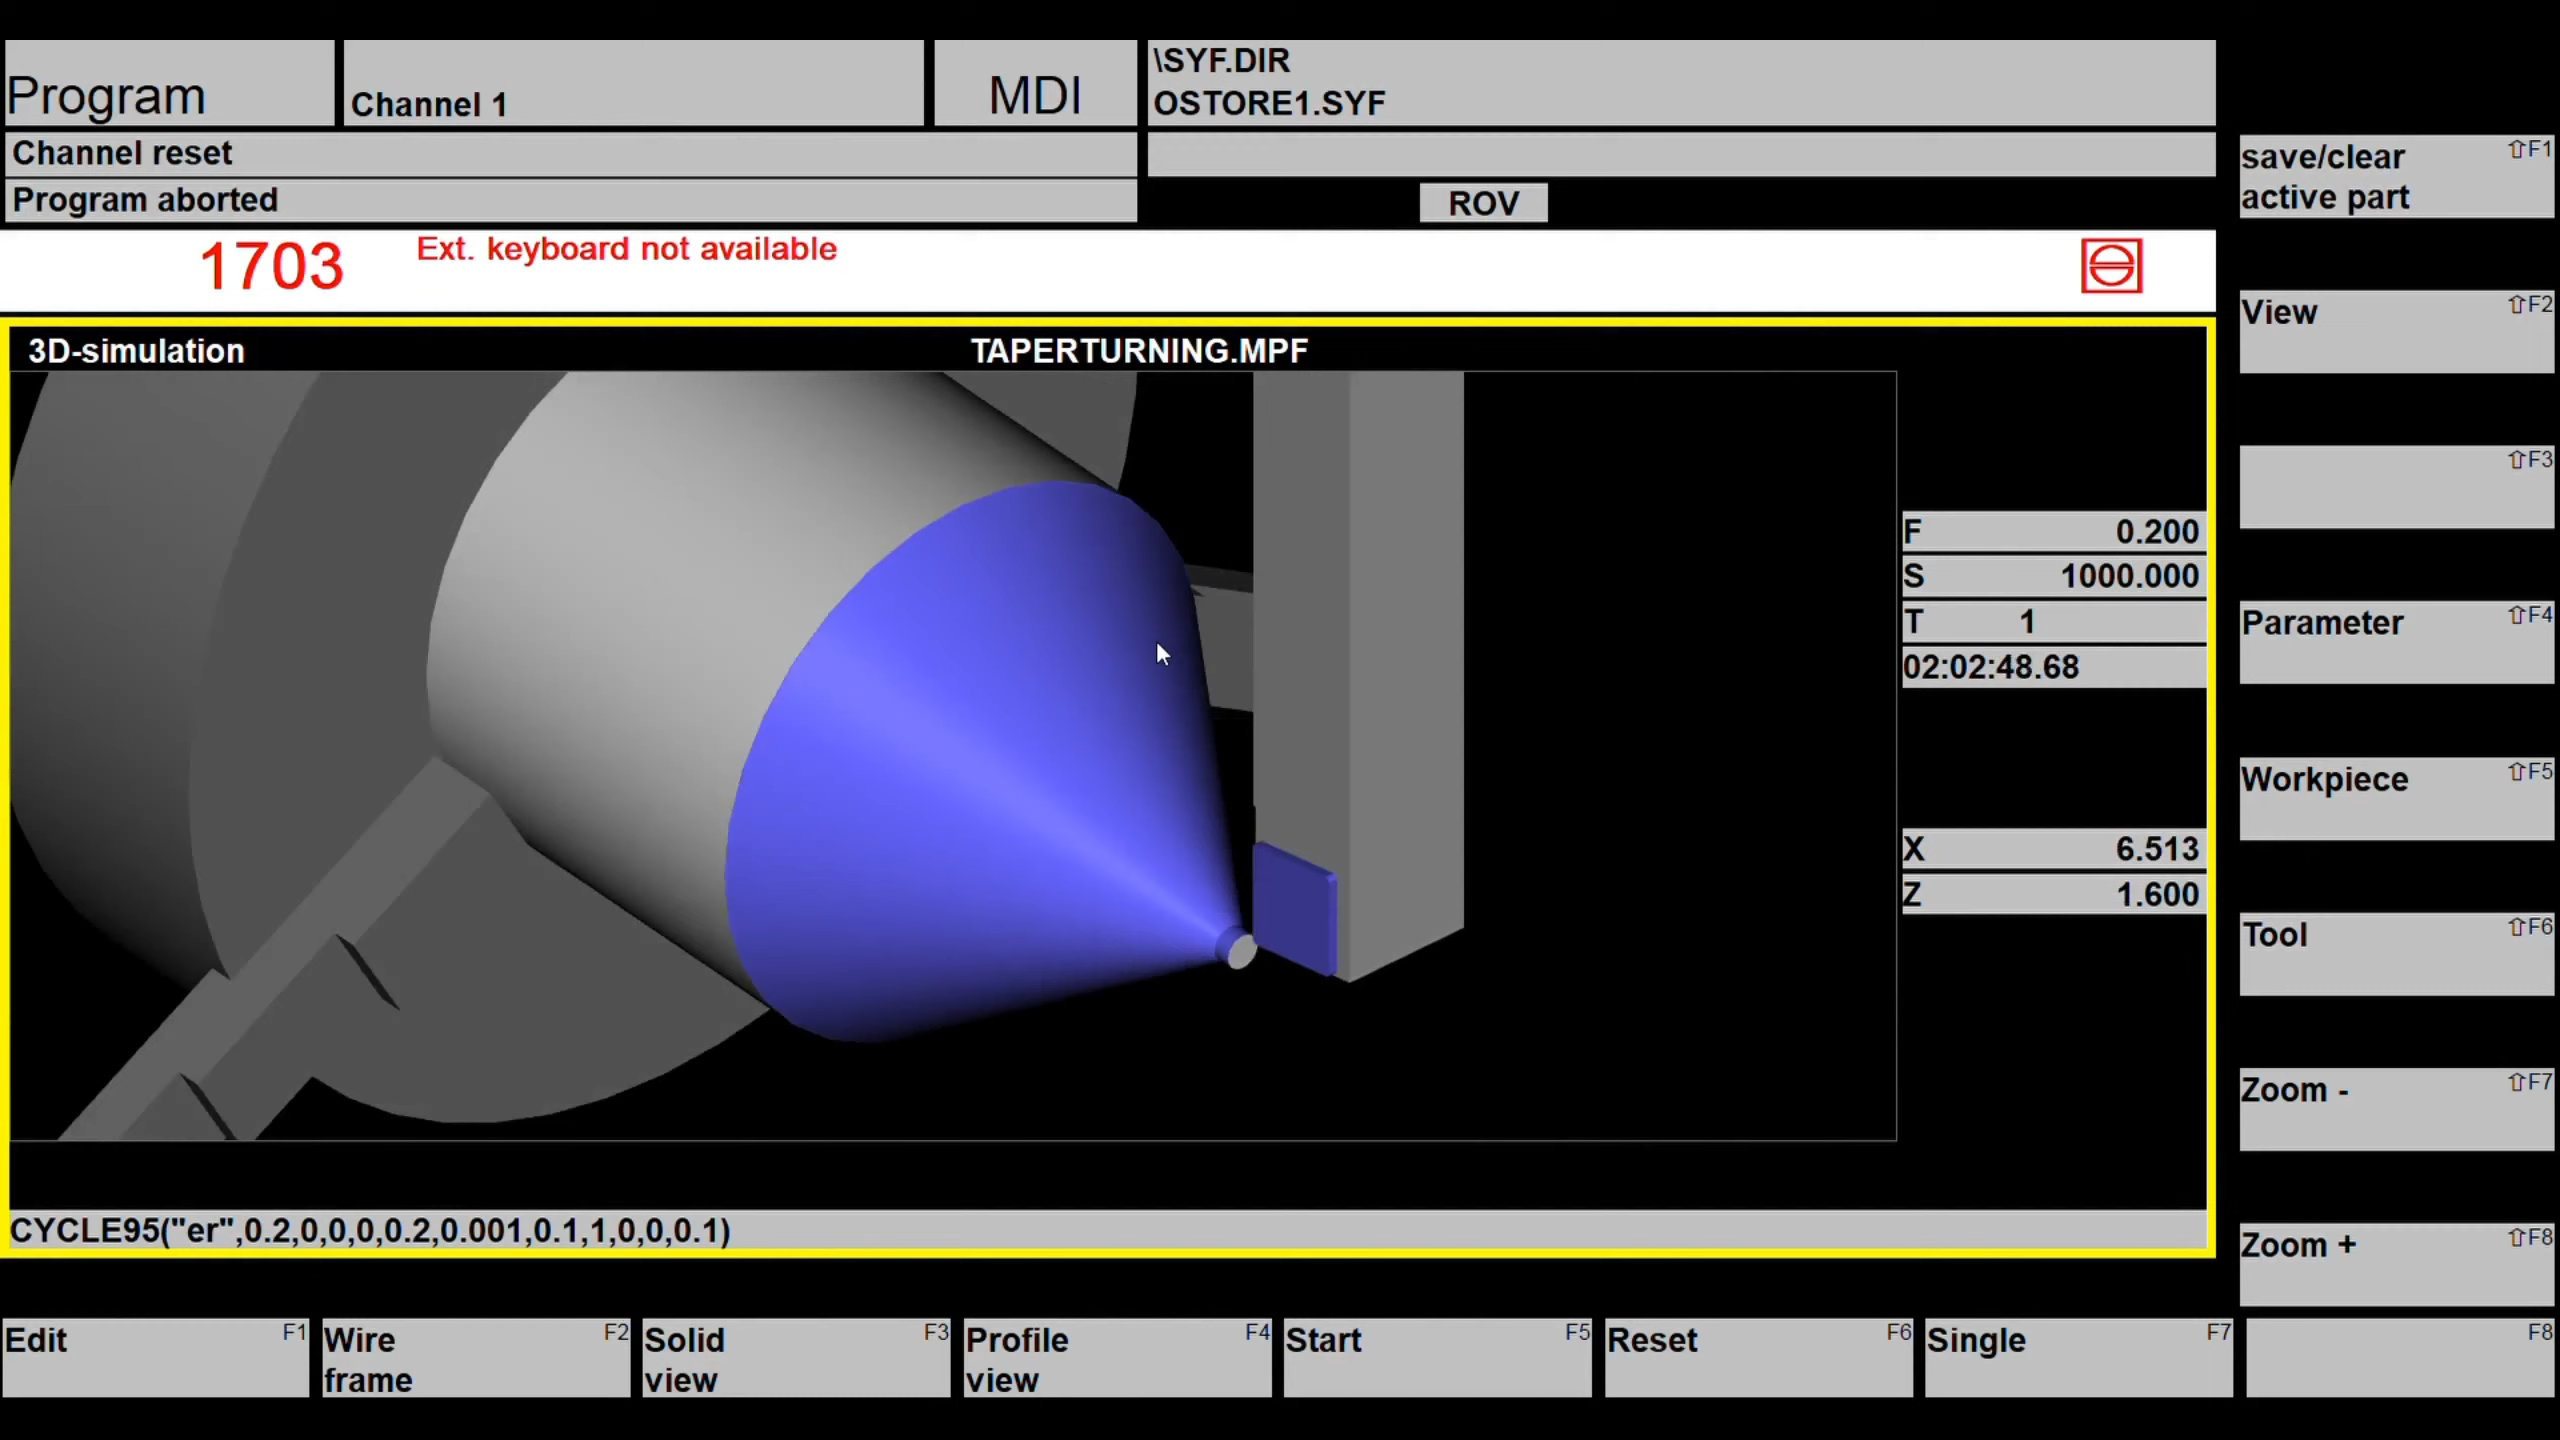 Program
Channel 1
MDI
\SYF.DIR
OSTORE1.SYF
Channel reset
Program aborted
ROV
1703
Ext. keyboard not available
3D-simulation
TAPERTURNING.MPF
F 0.200
S 1000.000
T 1
02:02:48.68
X 6.513
Z 1.600
CYCLE95("er",0.2,0,0,0,0.2,0.001,0.1,1,0,0,0.1)
save/clear ⇧F1
active part
View ⇧F2
⇧F3
Parameter ⇧F4
Workpiece ⇧F5
Tool ⇧F6
Zoom - ⇧F7
Zoom + ⇧F8
Edit F1
Wire F2
frame
Solid F3
view
Profile F4
view
Start F5
Reset F6
Single F7
F8